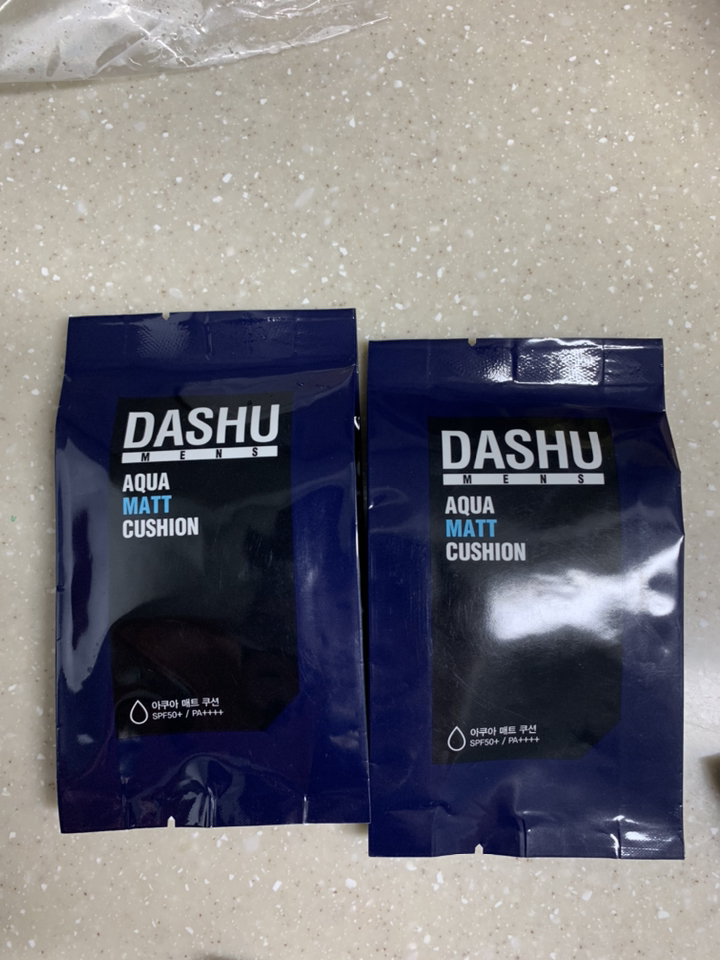 DASHU
MENS
AQUA
MATT
CUSHION
아쿠아 매트 쿠션
SPF50+ / PA++++
DASHU
MENS
AQUA
MATT
CUSHION
아쿠아 매트 쿠션
SPF50+ / PA++++